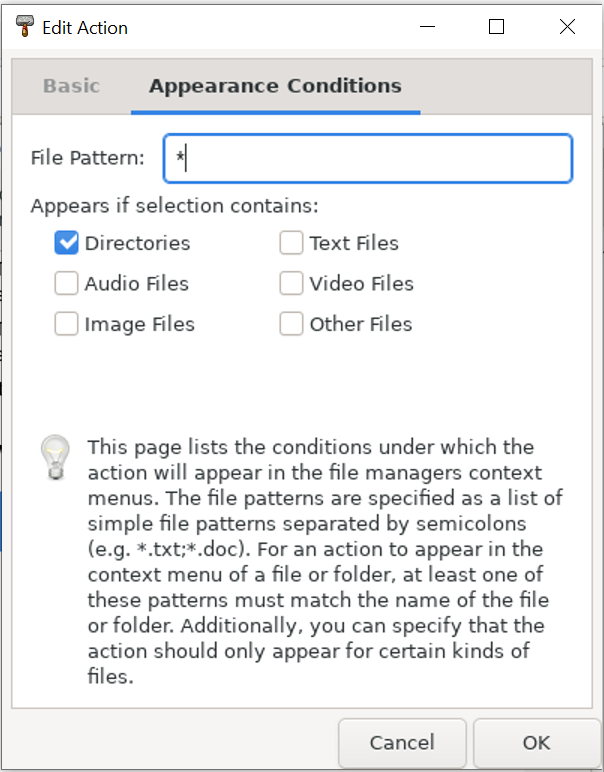 Edit Action
Basic Appearance Conditions
File Pattern: *
Appears if selection contains:
Directories Text Files
Audio Files Video Files
Image Files Other Files
This page lists the conditions under which the
action will appear in the file managers context
menus. The file patterns are specified as a list of
simple file patterns separated by semicolons
(e.g. *.txt;*.doc). For an action to appear in the
context menu of a file or folder, at least one of
these patterns must match the name of the file
or folder. Additionally, you can specify that the
action should only appear for certain kinds of
files.
Cancel OK